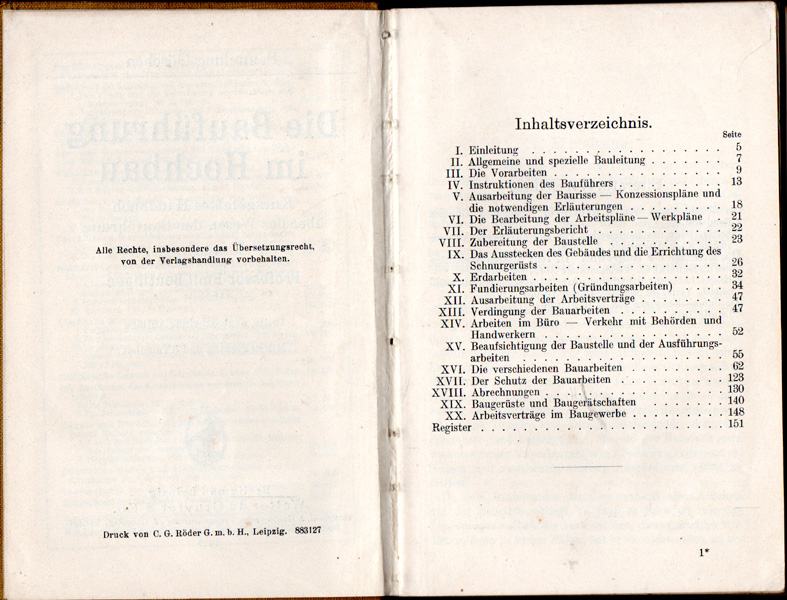 Alle Rechte, insbesondere das Übersetzungsrecht,
von der Verlagshandlung vorbehalten.
Druck von C. G. Röder G. m. b. H., Leipzig. 883127
Inhaltsverzeichnis.
Seite
I. Einleitung . . . . . . . . . . . . . . . . . . 5
II. Allgemeine und spezielle Bauleitung . . . . . . . 7
III. Die Vorarbeiten . . . . . . . . . . . . . . . . 9
IV. Instruktionen des Bauführers . . . . . . . . . . 13
V. Ausarbeitung der Baurisse — Konzessionspläne und
die notwendigen Erläuterungen . . . . . . . . . 18
VI. Die Bearbeitung der Arbeitspläne — Werkpläne . . 21
VII. Der Erläuterungsbericht . . . . . . . . . . . . 22
VIII. Zubereitung der Baustelle . . . . . . . . . . . 23
IX. Das Ausstecken des Gebäudes und die Errichtung des
Schnurgerüsts . . . . . . . . . . . . . . . . . 26
X. Erdarbeiten . . . . . . . . . . . . . . . . . . 32
XI. Fundierungsarbeiten (Gründungsarbeiten) . . . . 34
XII. Ausarbeitung der Arbeitsverträge . . . . . . . . 47
XIII. Verdingung der Bauarbeiten . . . . . . . . . . 47
XIV. Arbeiten im Büro — Verkehr mit Behörden und
Handwerkern . . . . . . . . . . . . . . . . . . 52
XV. Beaufsichtigung der Baustelle und der Ausführungs-
arbeiten . . . . . . . . . . . . . . . . . . . 55
XVI. Die verschiedenen Bauarbeiten . . . . . . . . . 62
XVII. Der Schutz der Bauarbeiten . . . . . . . . . . 123
XVIII. Abrechnungen . . . . . . . . . . . . . . . . 130
XIX. Baugerüste und Baugerätschaften . . . . . . . . 140
XX. Arbeitsverträge im Baugewerbe . . . . . . . . . 148
Register . . . . . . . . . . . . . . . . . . . . . 151
1*